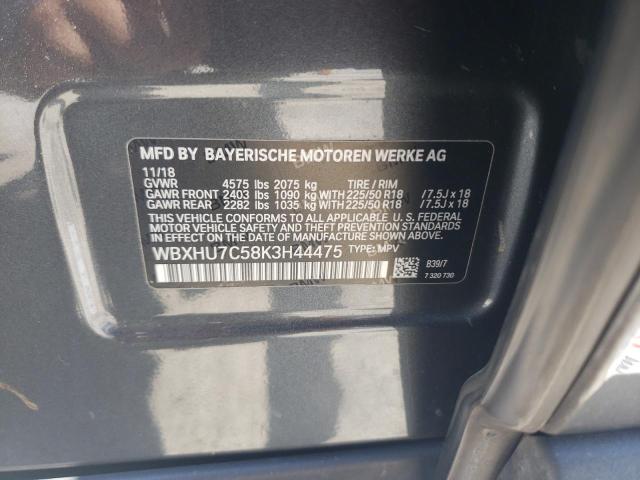 MFD BY BAYERISCHE MOTOREN WERKE AG
11/18
GVWR 4575 lbs 2075 kg TIRE / RIM
GAWR FRONT 2403 lbs 1090 kg WITH 225/50 R18 /7.5J x 18
GAWR REAR 2282 lbs 1035 kg WITH 225/50 R18 /7.5J x 18
THIS VEHICLE CONFORMS TO ALL APPLICABLE U. S. FEDERAL
MOTOR VEHICLE SAFETY AND THEFT PREVENTION STANDARDS IN
EFFECT ON THE DATE OF MANUFACTURE SHOWN ABOVE.
WBXHU7C58K3H44475 TYPE: MPV
B39/7
7 320 730